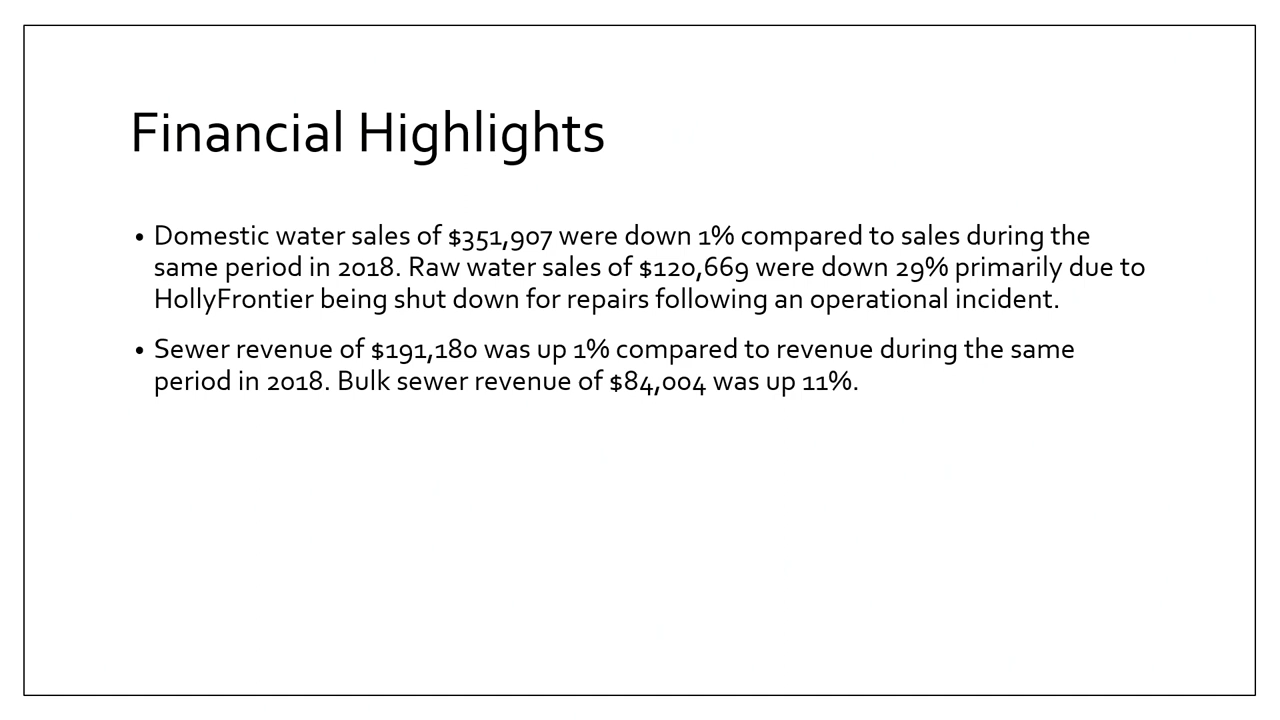 Financial Highlights
• Domestic water sales of $351,907 were down 1% compared to sales during the
same period in 2018. Raw water sales of $120,669 were down 29% primarily due to
HollyFrontier being shut down for repairs following an operational incident.
• Sewer revenue of $191,180 was up 1% compared to revenue during the same
period in 2018. Bulk sewer revenue of $84,004 was up 11%.